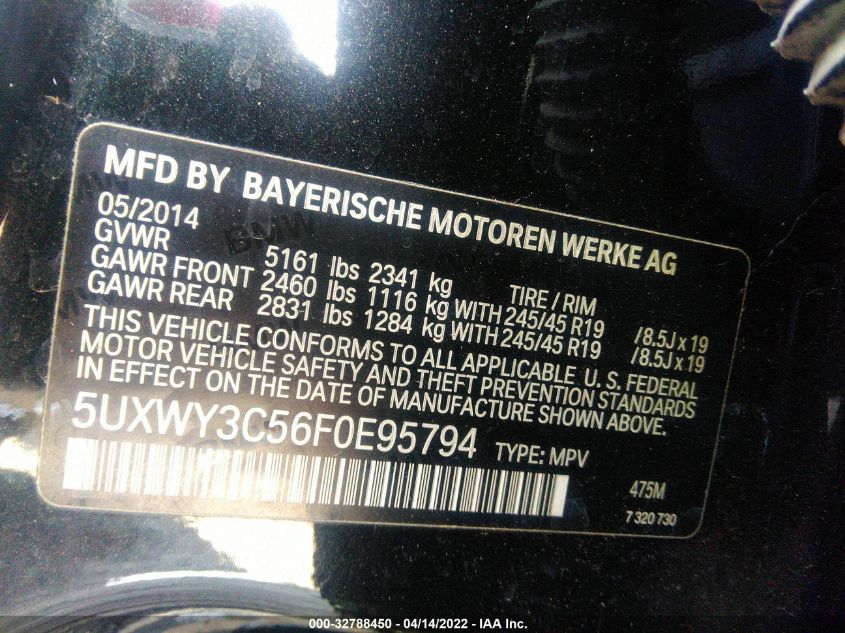 MFD BY BAYERISCHE MOTOREN WERKE AG
05/2014
GVWR 5161 lbs 2341 kg TIRE / RIM
GAWR FRONT 2460 lbs 1116 kg WITH 245/45 R19 /8.5J x 19
GAWR REAR 2831 lbs 1284 kg WITH 245/45 R19 /8.5J x 19
THIS VEHICLE CONFORMS TO ALL APPLICABLE U. S. FEDERAL
MOTOR VEHICLE SAFETY AND THEFT PREVENTION STANDARDS
IN EFFECT ON THE DATE OF MANUFACTURE SHOWN ABOVE.
5UXWY3C56F0E95794 TYPE: MPV
475M
7 320 730
BMW
000-32788450 - 04/14/2022 - IAA Inc.